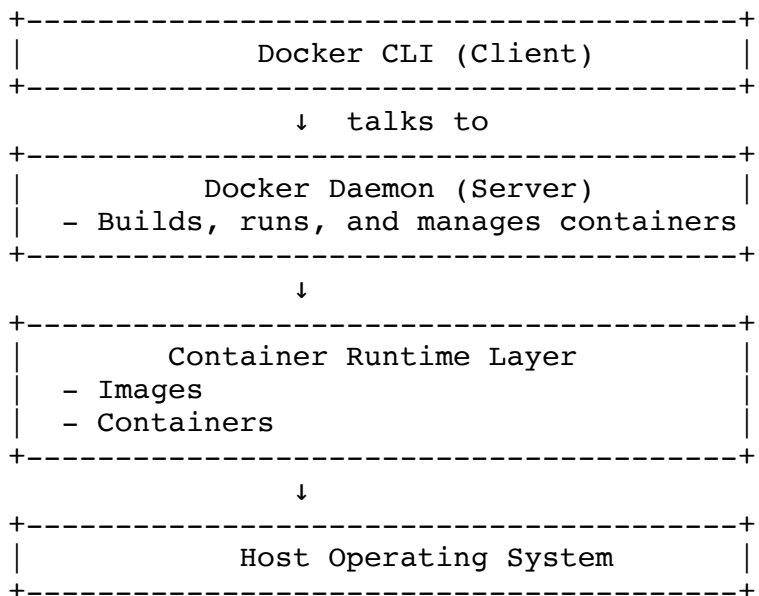 +----------------------------------------+
| Docker CLI (Client) |
+----------------------------------------+
↓ talks to
+----------------------------------------+
| Docker Daemon (Server) |
| - Builds, runs, and manages containers
+----------------------------------------+
↓
+----------------------------------------+
| Container Runtime Layer |
| - Images |
| - Containers |
+----------------------------------------+
↓
+----------------------------------------+
| Host Operating System |
+----------------------------------------+